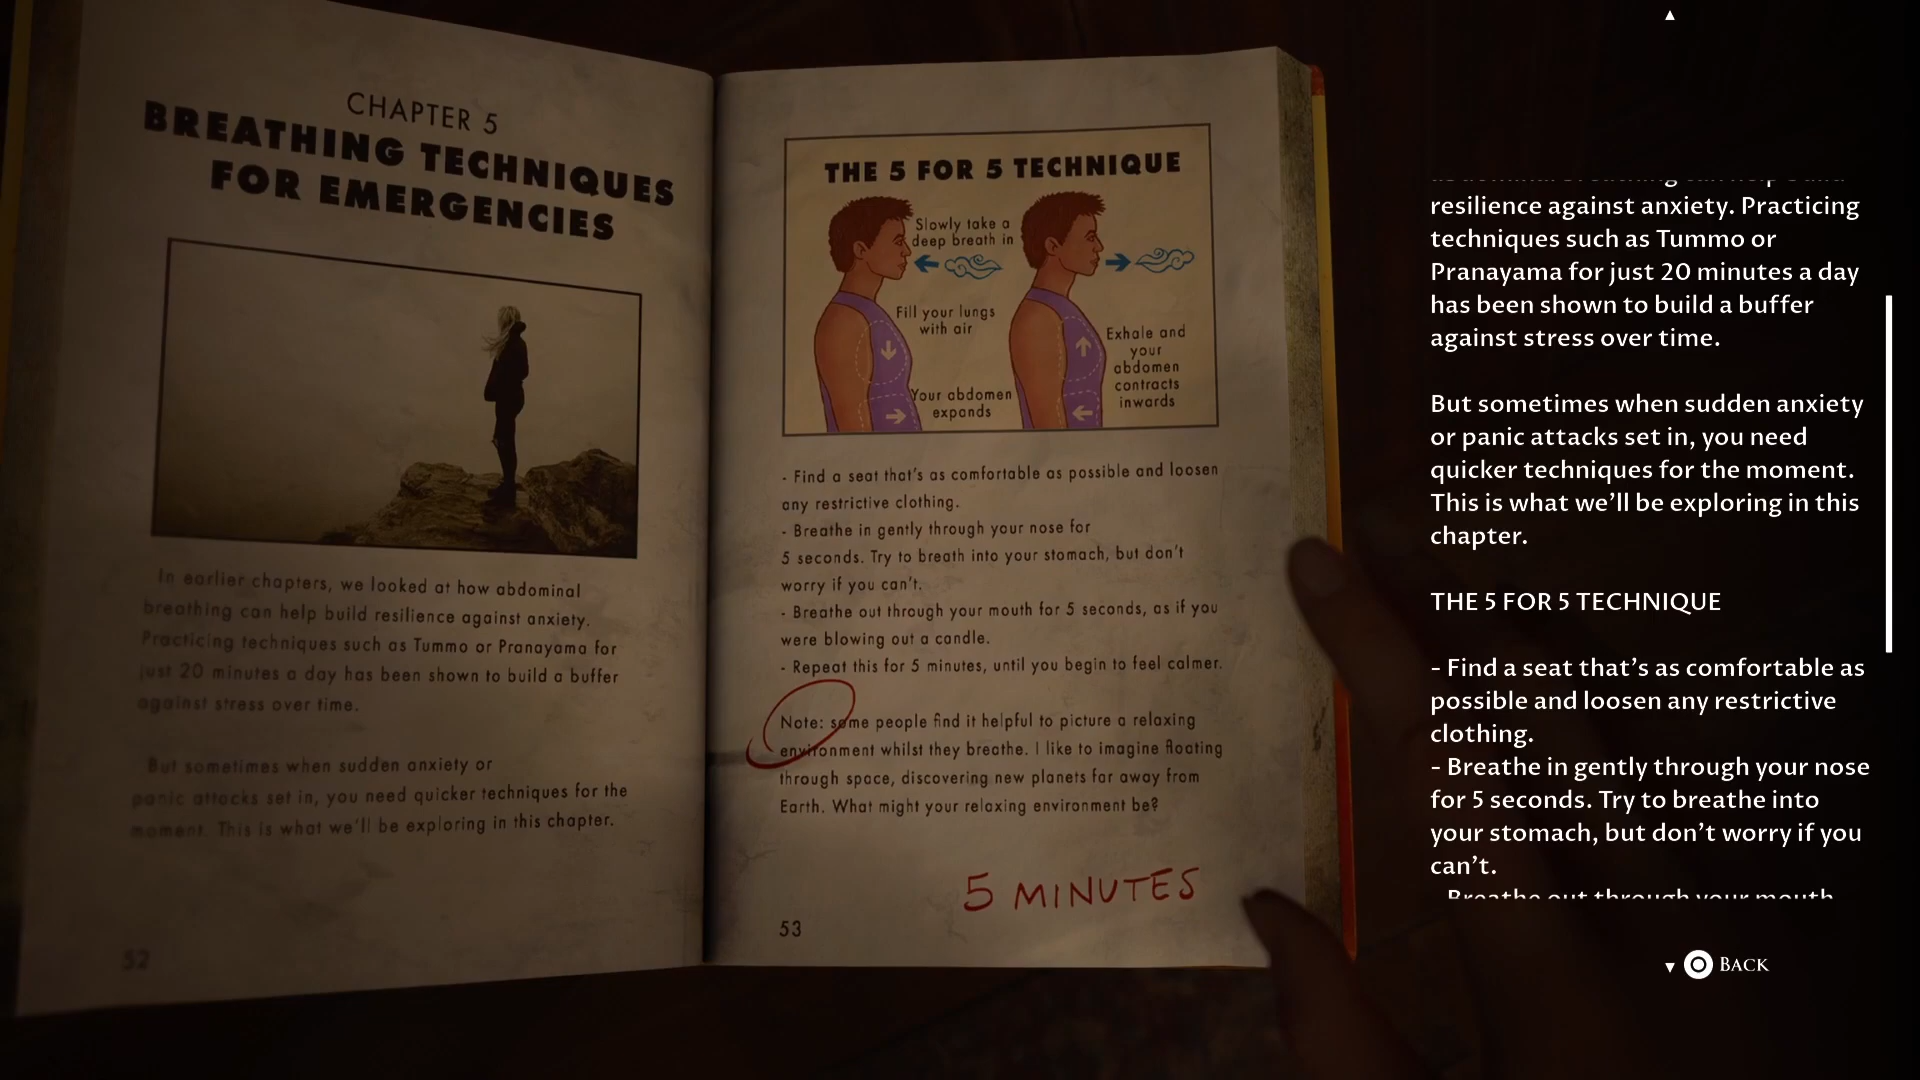 CHAPTER 5
BREATHING TECHNIQUES
FOR EMERGENCIES
In earlier chapters, we looked at how abdominal
breathing can help build resilience against anxiety.
Practicing techniques such as Tummo or Pranayama for
just 20 minutes a day has been shown to build a buffer
against stress over time.
But sometimes when sudden anxiety or
panic attacks set in, you need quicker techniques for the
moment. This is what we'll be exploring in this chapter.
52
THE 5 FOR 5 TECHNIQUE
Slowly take a
deep breath in
Fill your lungs
with air
Your abdomen
expands
Exhale and
your
abdomen
contracts
inwards
- Find a seat that's as comfortable as possible and loosen
any restrictive clothing.
- Breathe in gently through your nose for
5 seconds. Try to breath into your stomach, but don't
worry if you can't.
- Breathe out through your mouth for 5 seconds, as if you
were blowing out a candle.
- Repeat this for 5 minutes, until you begin to feel calmer.
Note: some people find it helpful to picture a relaxing
environment whilst they breathe. I like to imagine floating
through space, discovering new planets far away from
Earth. What might your relaxing environment be?
5 MINUTES
53
resilience against anxiety. Practicing
techniques such as Tummo or
Pranayama for just 20 minutes a day
has been shown to build a buffer
against stress over time.
But sometimes when sudden anxiety
or panic attacks set in, you need
quicker techniques for the moment.
This is what we'll be exploring in this
chapter.
THE 5 FOR 5 TECHNIQUE
- Find a seat that's as comfortable as
possible and loosen any restrictive
clothing.
- Breathe in gently through your nose
for 5 seconds. Try to breathe into
your stomach, but don't worry if you
can't.
- Breathe out through your mouth
BACK